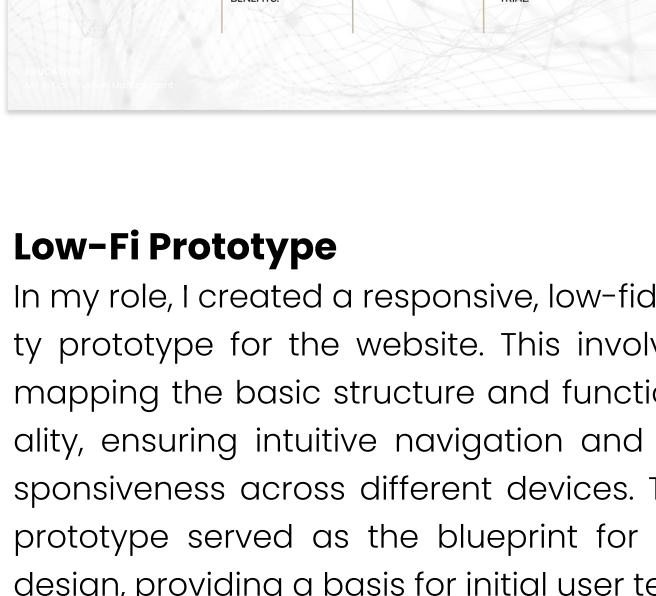 BENEFITS.
TRIAL.
Low-Fi Prototype
In my role, I created a responsive, low-fid
ty prototype for the website. This involv
mapping the basic structure and functio
ality, ensuring intuitive navigation and
sponsiveness across different devices. T
prototype served as the blueprint for
design, providing a basis for initial user te